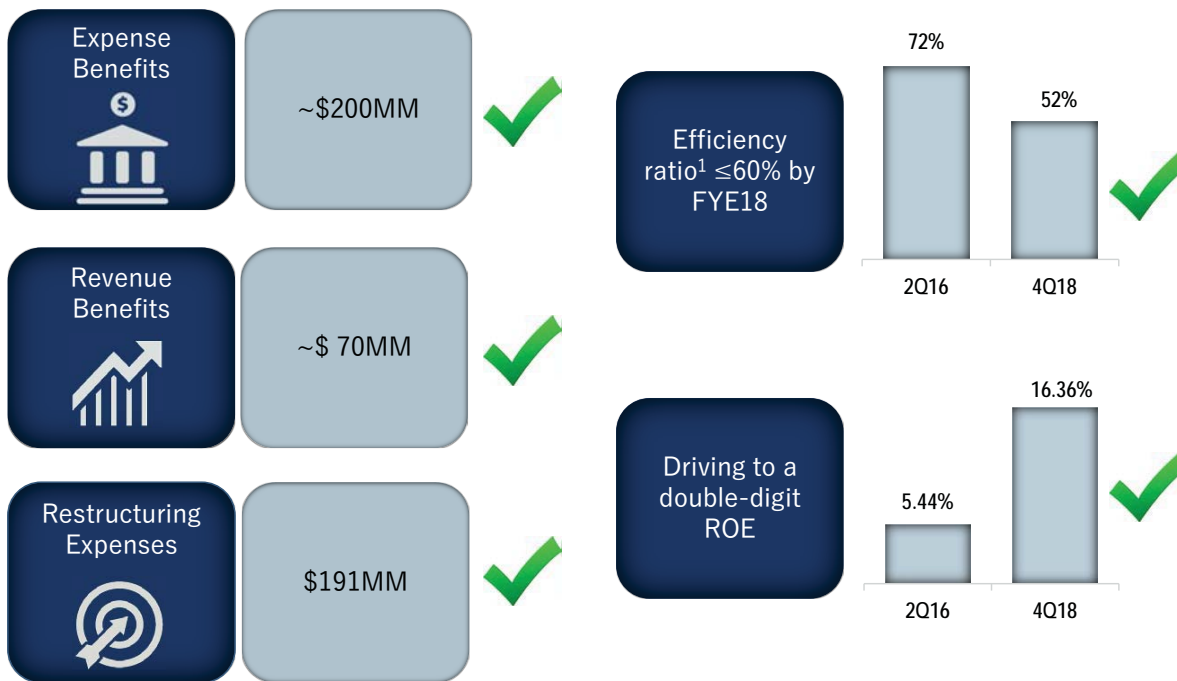 Expense
Benefits
$
~$200MM
Revenue
Benefits
~$ 70MM
Restructuring
Expenses
$191MM
Efficiency
ratio¹ ≤60% by
FYE18
72%
52%
2Q16
4Q18
Driving to a
double-digit
ROE
5.44%
16.36%
2Q16
4Q18